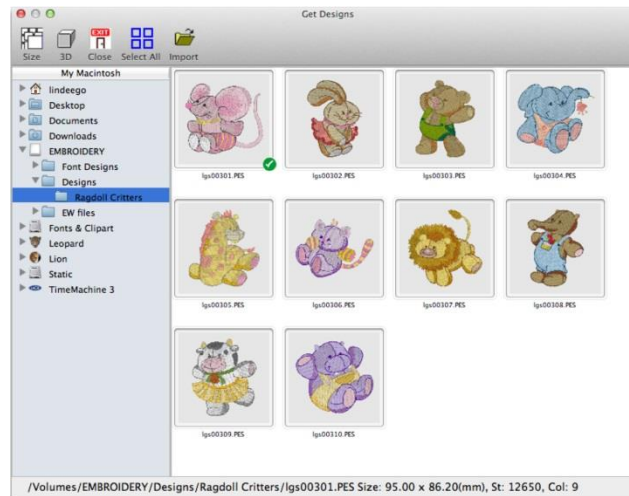 Get Designs
Size 3D EXIT Close Select All Import
My Macintosh
lindeego
Desktop
Documents
Downloads
EMBROIDERY
Font Designs
Designs
Ragdoll Critters
EW files
Fonts & Clipart
Leopard
Lion
Static
TimeMachine 3
lgs00301.PES lgs00302.PES lgs00303.PES lgs00304.PES
lgs00305.PES lgs00306.PES lgs00307.PES lgs00308.PES
lgs00309.PES lgs00310.PES
/Volumes/EMBROIDERY/Designs/Ragdoll Critters/lgs00301.PES Size: 95.00 x 86.20(mm), St: 12650, Col: 9